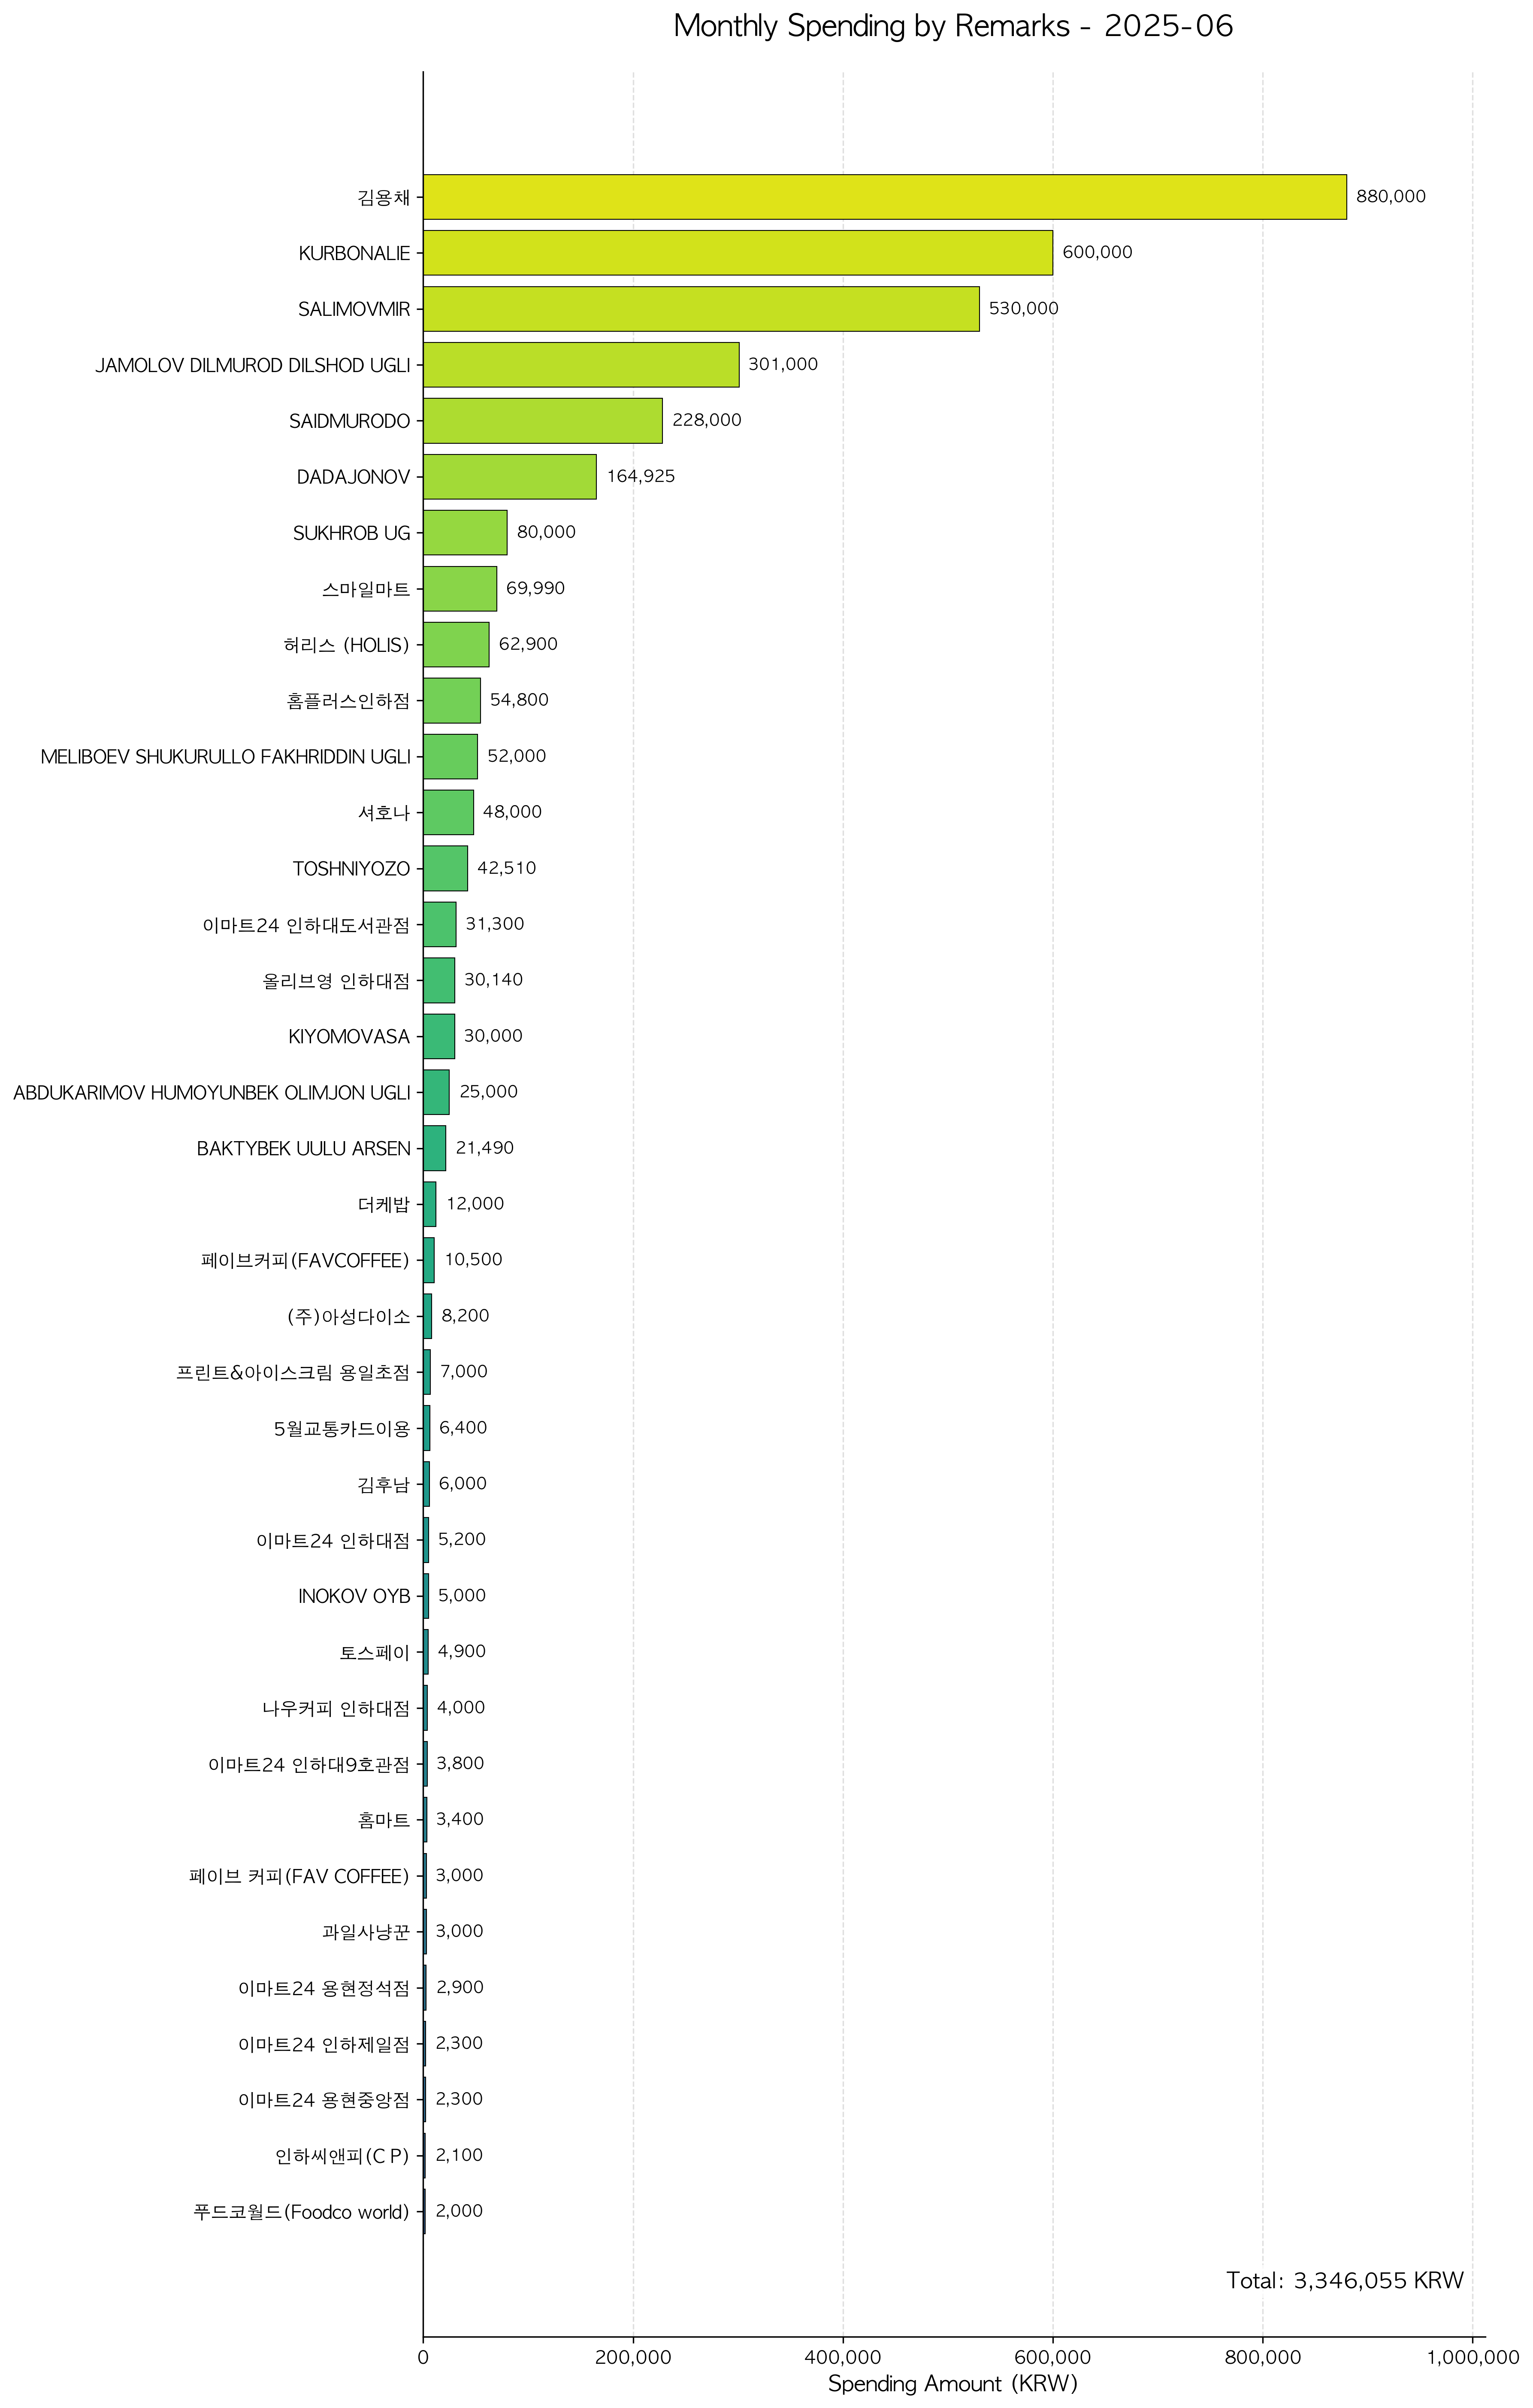 Monthly Spending by Remarks - 2025-06
김용채 880,000
KURBONALIE 600,000
SALIMOVMIR 530,000
JAMOLOV DILMUROD DILSHOD UGLI 301,000
SAIDMURODO 228,000
DADAJONOV 164,925
SUKHROB UG 80,000
스마일마트 69,990
허리스 (HOLIS) 62,900
홈플러스인하점 54,800
MELIBOEV SHUKURULLO FAKHRIDDIN UGLI 52,000
셔호나 48,000
TOSHNIYOZO 42,510
이마트24 인하대도서관점 31,300
올리브영 인하대점 30,140
KIYOMOVASA 30,000
ABDUKARIMOV HUMOYUNBEK OLIMJON UGLI 25,000
BAKTYBEK UULU ARSEN 21,490
더케밥 12,000
페이브커피(FAVCOFFEE) 10,500
(주)아성다이소 8,200
프린트&아이스크림 용일초점 7,000
5월교통카드이용 6,400
김후남 6,000
이마트24 인하대점 5,200
INOKOV OYB 5,000
토스페이 4,900
나우커피 인하대점 4,000
이마트24 인하대9호관점 3,800
홈마트 3,400
페이브 커피(FAV COFFEE) 3,000
과일사냥꾼 3,000
이마트24 용현정석점 2,900
이마트24 인하제일점 2,300
이마트24 용현중앙점 2,300
인하씨앤피(C P) 2,100
푸드코월드(Foodco world) 2,000
Total: 3,346,055 KRW
0 200,000 400,000 600,000 800,000 1,000,000
Spending Amount (KRW)